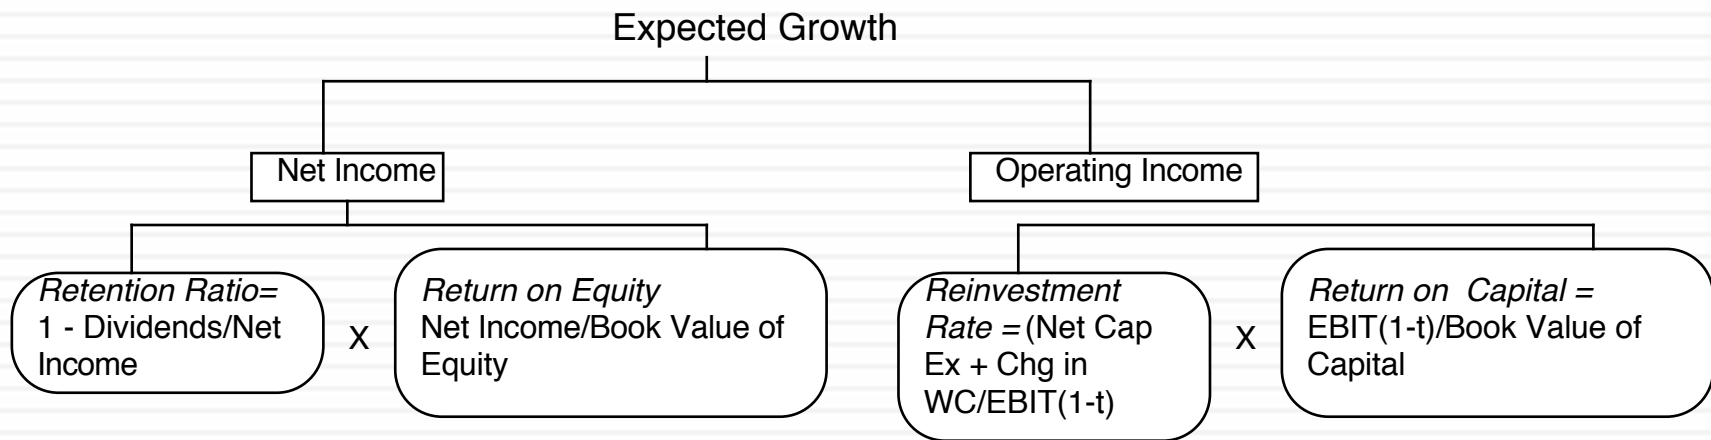 Expected Growth
Net Income
Operating Income
Retention Ratio=
1 - Dividends/Net
Income
X
Return on Equity
Net Income/Book Value of
Equity
Reinvestment
Rate = (Net Cap
Ex + Chg in
WC/EBIT(1-t)
X
Return on  Capital =
EBIT(1-t)/Book Value of
Capital